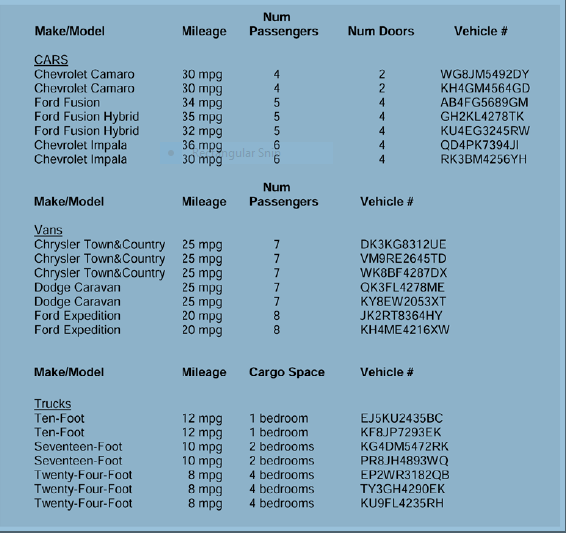 Num
Make/Model Mileage Passengers Num Doors Vehicle #
CARS
Chevrolet Camaro 30 mpg 4 2 WG8JM5492DY
Chevrolet Camaro 30 mpg 4 2 KH4GM4564GD
Ford Fusion 34 mpg 5 4 AB4FG5689GM
Ford Fusion Hybrid 35 mpg 5 4 GH2KL4278TK
Ford Fusion Hybrid 32 mpg 5 4 KU4EG3245RW
Chevrolet Impala 36 mpg 6 4 QD4PK7394JI
Rectangular Snip
Chevrolet Impala 30 mpg 6 4 RK3BM4256YH
Num
Make/Model Mileage Passengers Vehicle #
Vans
Chrysler Town&Country 25 mpg 7 DK3KG8312UE
Chrysler Town&Country 25 mpg 7 VM9RE2645TD
Chrysler Town&Country 25 mpg 7 WK8BF4287DX
Dodge Caravan 25 mpg 7 QK3FL4278ME
Dodge Caravan 25 mpg 7 KY8EW2053XT
Ford Expedition 20 mpg 8 JK2RT8364HY
Ford Expedition 20 mpg 8 KH4ME4216XW
Make/Model Mileage Cargo Space Vehicle #
Trucks
Ten-Foot 12 mpg 1 bedroom EJ5KU2435BC
Ten-Foot 12 mpg 1 bedroom KF8JP7293EK
Seventeen-Foot 10 mpg 2 bedrooms KG4DM5472RK
Seventeen-Foot 10 mpg 2 bedrooms PR8JH4893WQ
Twenty-Four-Foot 8 mpg 4 bedrooms EP2WR3182QB
Twenty-Four-Foot 8 mpg 4 bedrooms TY3GH4290EK
Twenty-Four-Foot 8 mpg 4 bedrooms KU9FL4235RH